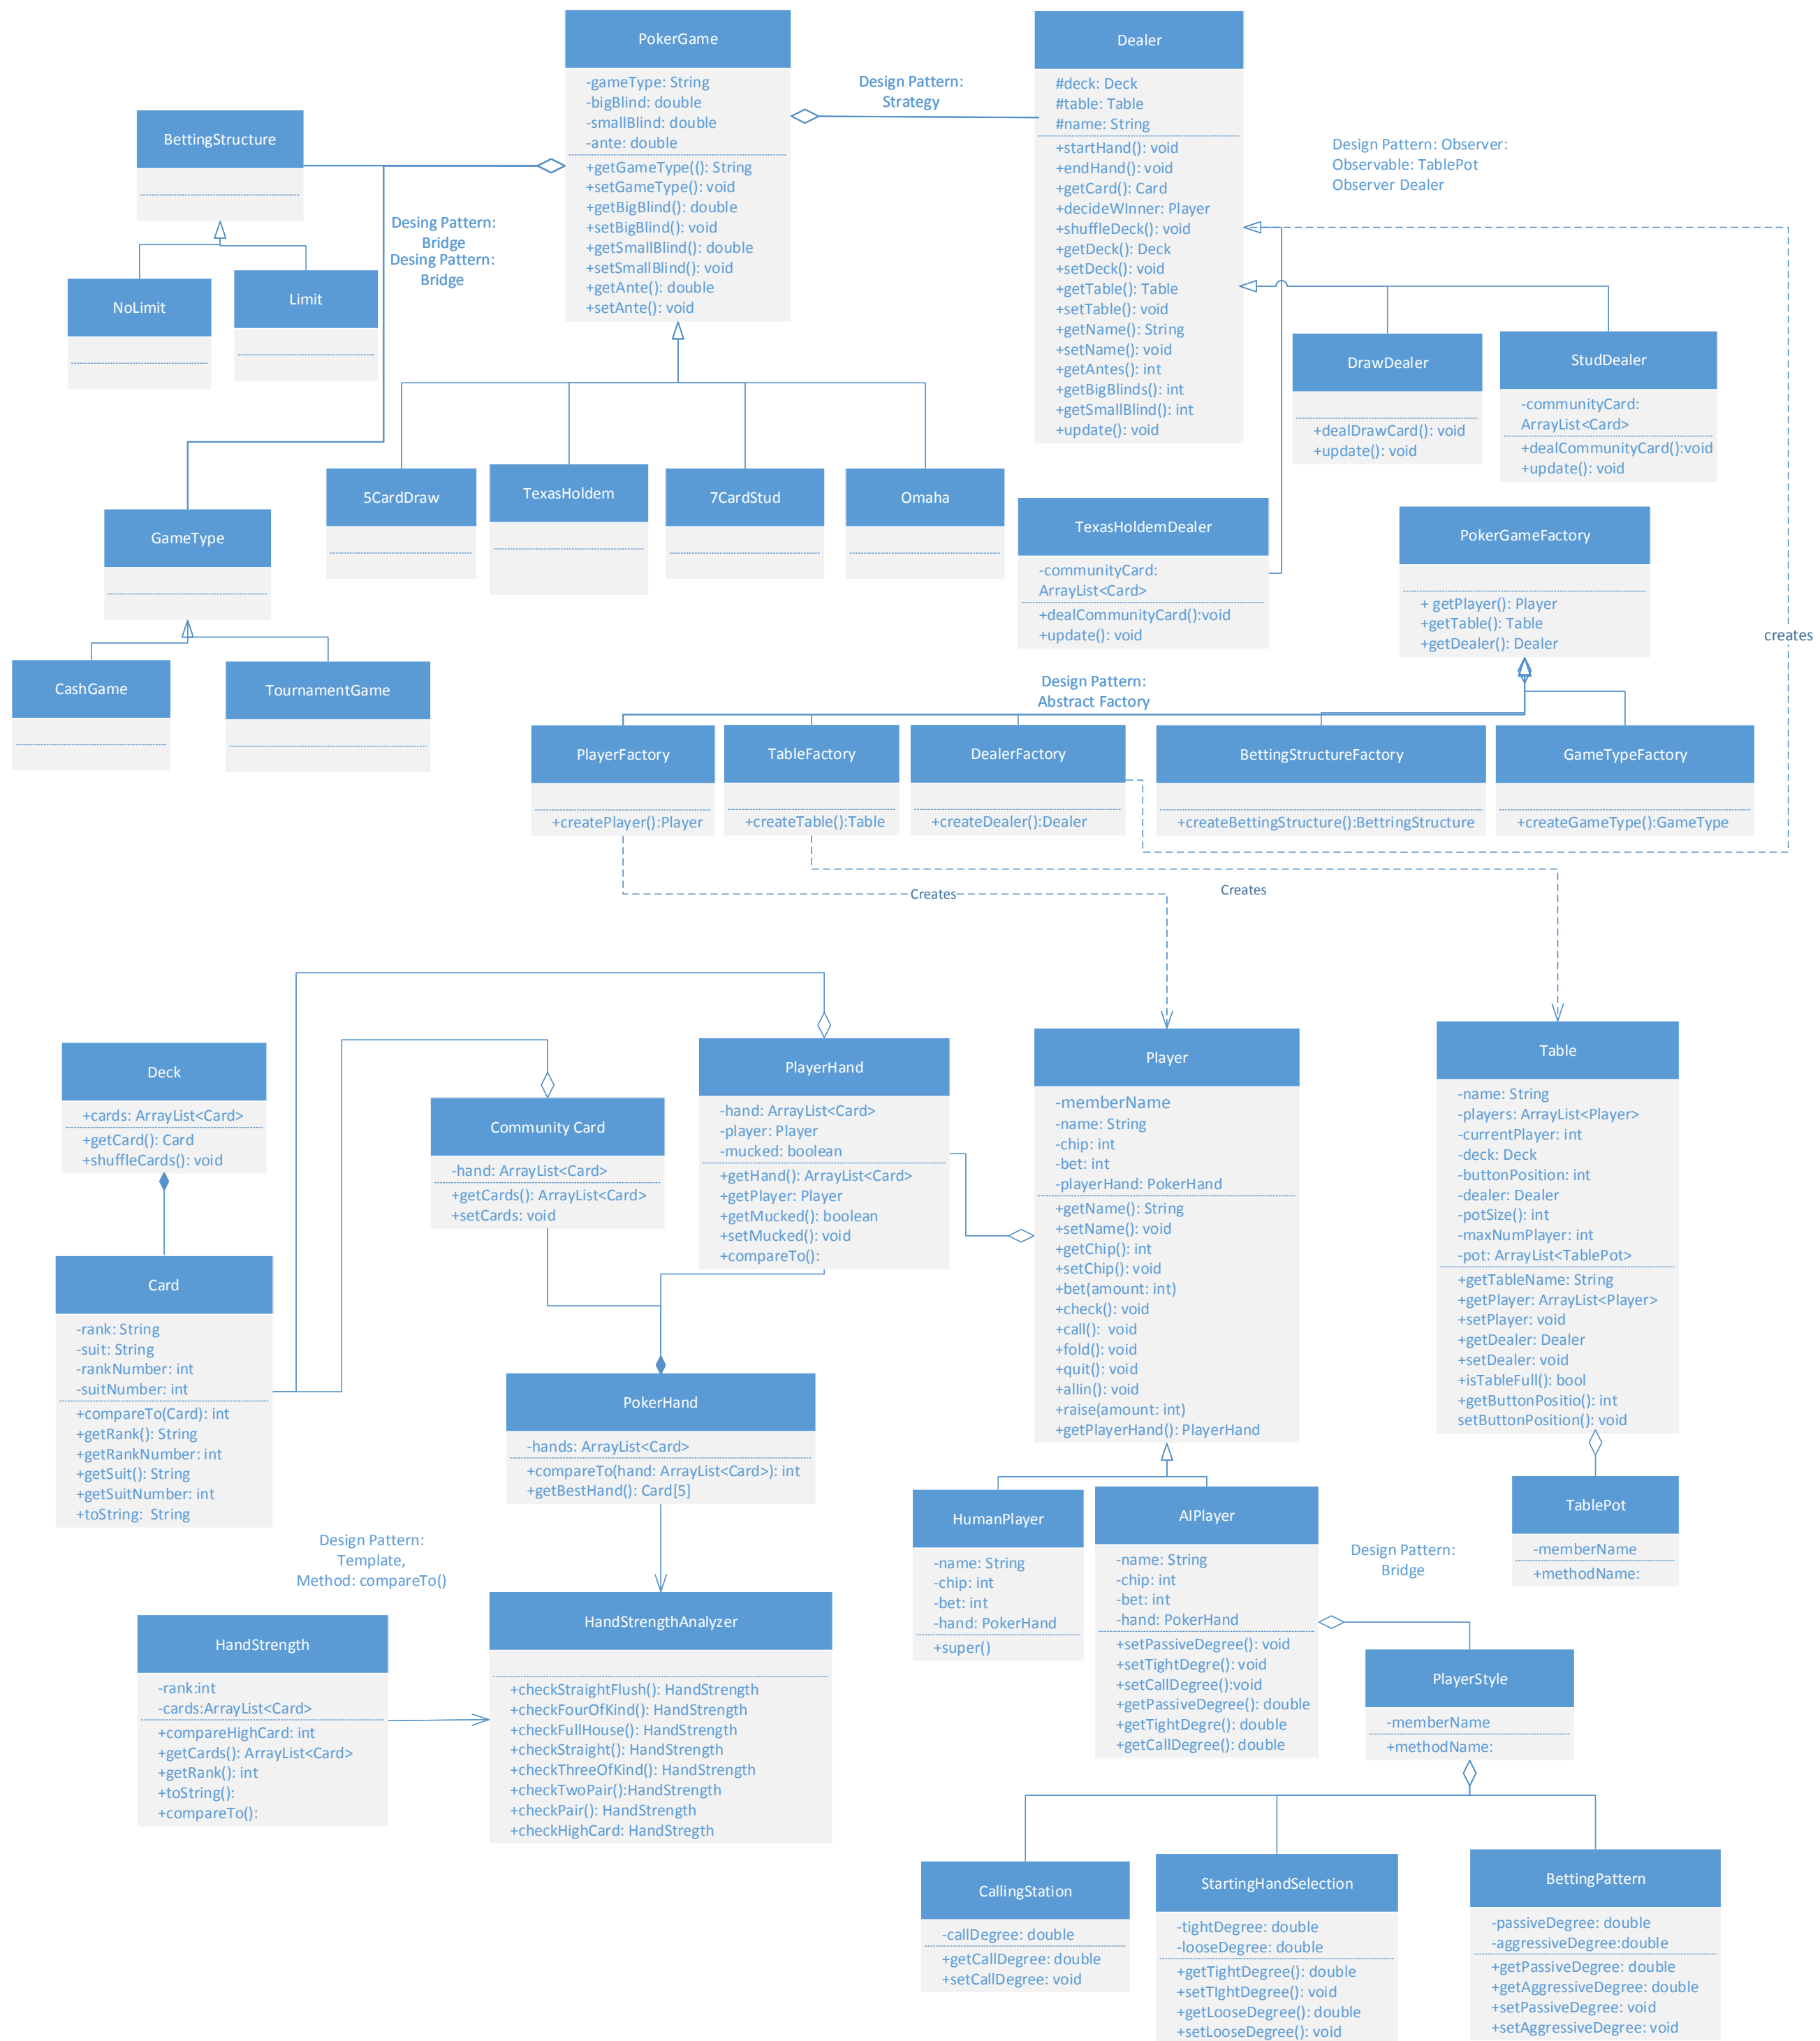 PokerGame
-gameType: String
-bigBlind: double
-smallBlind: double
-ante: double
+getGameType((): String
+setGameType(): void
+getBigBlind(): double
+setBigBlind(): void
+getSmallBlind(): double
+setSmallBlind(): void
+getAnte(): double
+setAnte(): void
Design Pattern:
Strategy
Dealer
#deck: Deck
#table: Table
#name: String
+startHand(): void
+endHand(): void
+getCard(): Card
+decideWInner: Player
+shuffleDeck(): void
+getDeck(): Deck
+setDeck(): void
+getTable(): Table
+setTable(): void
+getName(): String
+setName(): void
+getAntes(): int
+getBigBlinds(): int
+getSmallBlind(): int
+update(): void
Design Pattern: Observer:
Observable: TablePot
Observer Dealer
BettingStructure
Desing Pattern:
Bridge
Desing Pattern:
Bridge
NoLimit
Limit
DrawDealer
+dealDrawCard(): void
+update(): void
StudDealer
-communityCard:
ArrayList<Card>
+dealCommunityCard():void
+update(): void
5CardDraw
TexasHoldem
7CardStud
Omaha
TexasHoldemDealer
-communityCard:
ArrayList<Card>
+dealCommunityCard():void
+update(): void
PokerGameFactory
+ getPlayer(): Player
+getTable(): Table
+getDealer(): Dealer
creates
GameType
CashGame
TournamentGame
Design Pattern:
Abstract Factory
PlayerFactory
+createPlayer():Player
TableFactory
+createTable():Table
DealerFactory
+createDealer():Dealer
BettingStructureFactory
+createBettingStructure():BettringStructure
GameTypeFactory
+createGameType():GameType
Creates
Creates
Deck
+cards: ArrayList<Card>
+getCard(): Card
+shuffleCards(): void
Community Card
-hand: ArrayList<Card>
+getCards(): ArrayList<Card>
+setCards: void
PlayerHand
-hand: ArrayList<Card>
-player: Player
-mucked: boolean
+getHand(): ArrayList<Card>
+getPlayer: Player
+getMucked(): boolean
+setMucked(): void
+compareTo():
Player
-memberName
-name: String
-chip: int
-bet: int
-playerHand: PokerHand
+getName(): String
+setName(): void
+getChip(): int
+setChip(): void
+bet(amount: int)
+check(): void
+call():  void
+fold(): void
+quit(): void
+allin(): void
+raise(amount: int)
+getPlayerHand(): PlayerHand
Table
-name: String
-players: ArrayList<Player>
-currentPlayer: int
-deck: Deck
-buttonPosition: int
-dealer: Dealer
-potSize(): int
-maxNumPlayer: int
-pot: ArrayList<TablePot>
+getTableName: String
+getPlayer: ArrayList<Player>
+setPlayer: void
+getDealer: Dealer
+setDealer: void
+isTableFull(): bool
+getButtonPositio(): int
setButtonPosition(): void
Card
-rank: String
-suit: String
-rankNumber: int
-suitNumber: int
+compareTo(Card): int
+getRank(): String
+getRankNumber: int
+getSuit(): String
+getSuitNumber: int
+toString:  String
PokerHand
-hands: ArrayList<Card>
+compareTo(hand: ArrayList<Card>): int
+getBestHand(): Card[5]
Design Pattern:
Template,
Method: compareTo()
HumanPlayer
-name: String
-chip: int
-bet: int
-hand: PokerHand
+super()
AIPlayer
-name: String
-chip: int
-bet: int
-hand: PokerHand
+setPassiveDegree(): void
+setTightDegre(): void
+setCallDegree():void
+getPassiveDegree(): double
+getTightDegre(): double
+getCallDegree(): double
Design Pattern:
Bridge
TablePot
-memberName
+methodName:
HandStrength
-rank:int
-cards:ArrayList<Card>
+compareHighCard: int
+getCards(): ArrayList<Card>
+getRank(): int
+toString():
+compareTo():
HandStrengthAnalyzer
+checkStraightFlush(): HandStrength
+checkFourOfKind(): HandStrength
+checkFullHouse(): HandStrength
+checkStraight(): HandStrength
+checkThreeOfKind(): HandStrength
+checkTwoPair():HandStrength
+checkPair(): HandStrength
+checkHighCard: HandStregth
PlayerStyle
-memberName
+methodName:
CallingStation
-callDegree: double
+getCallDegree: double
+setCallDegree: void
StartingHandSelection
-tightDegree: double
-looseDegree: double
+getTightDegree(): double
+setTIghtDegree(): void
+getLooseDegree(): double
+setLooseDegree(): void
BettingPattern
-passiveDegree: double
-aggressiveDegree:double
+getPassiveDegree: double
+getAggressiveDegree: double
+setPassiveDegree: void
+setAggressiveDegree: void